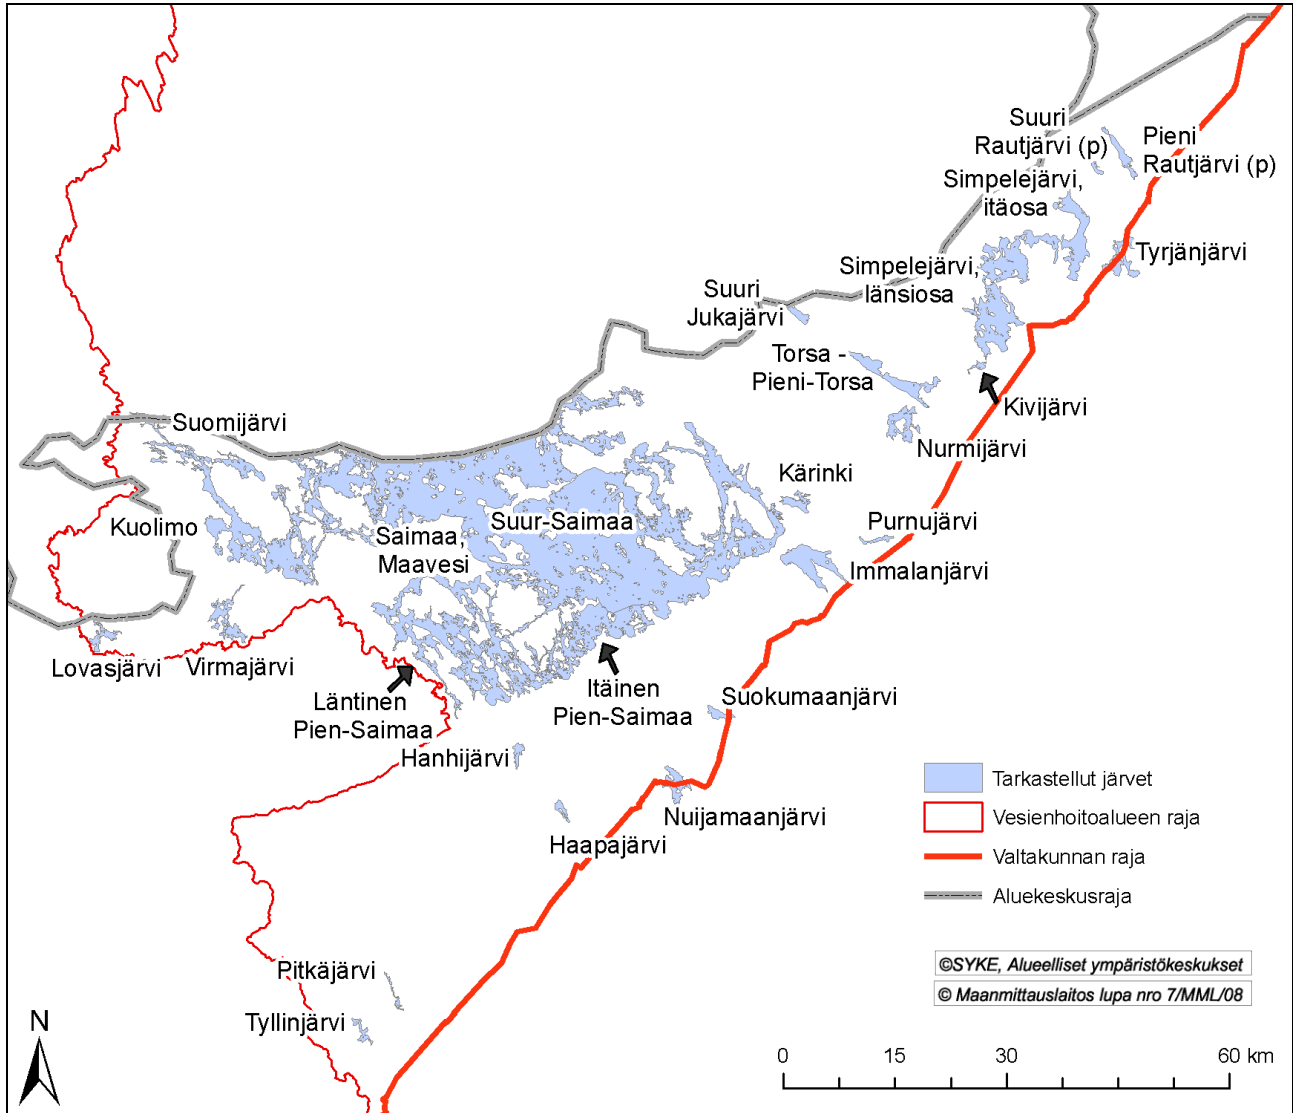 Suuri
Rautjärvi (p)
Pieni
Rautjärvi (p)
Simpelejärvi,
itäosa
Tyrjänjärvi
Simpelejärvi,
länsiosa
Suuri
Jukajärvi
Torsa -
Pieni-Torsa
Kivijärvi
Suomijärvi
Nurmijärvi
Kärinki
Kuolimo
Suur-Saimaa
Purnujärvi
Saimaa,
Maavesi
Immalanjärvi
Lovasjärvi
Virmajärvi
Läntinen
Pien-Saimaa
Itäinen
Pien-Saimaa
Suokumaanjärvi
Hanhijärvi
Nuijamaanjärvi
Haapajärvi
Tarkastellut järvet
Vesienhoitoalueen raja
Valtakunnan raja
Aluekeskusraja
©SYKE, Alueelliset ympäristökeskukset
© Maanmittauslaitos lupa nro 7/MML/08
Pitkäjärvi
Tyllinjärvi
N
0 15 30 60 km